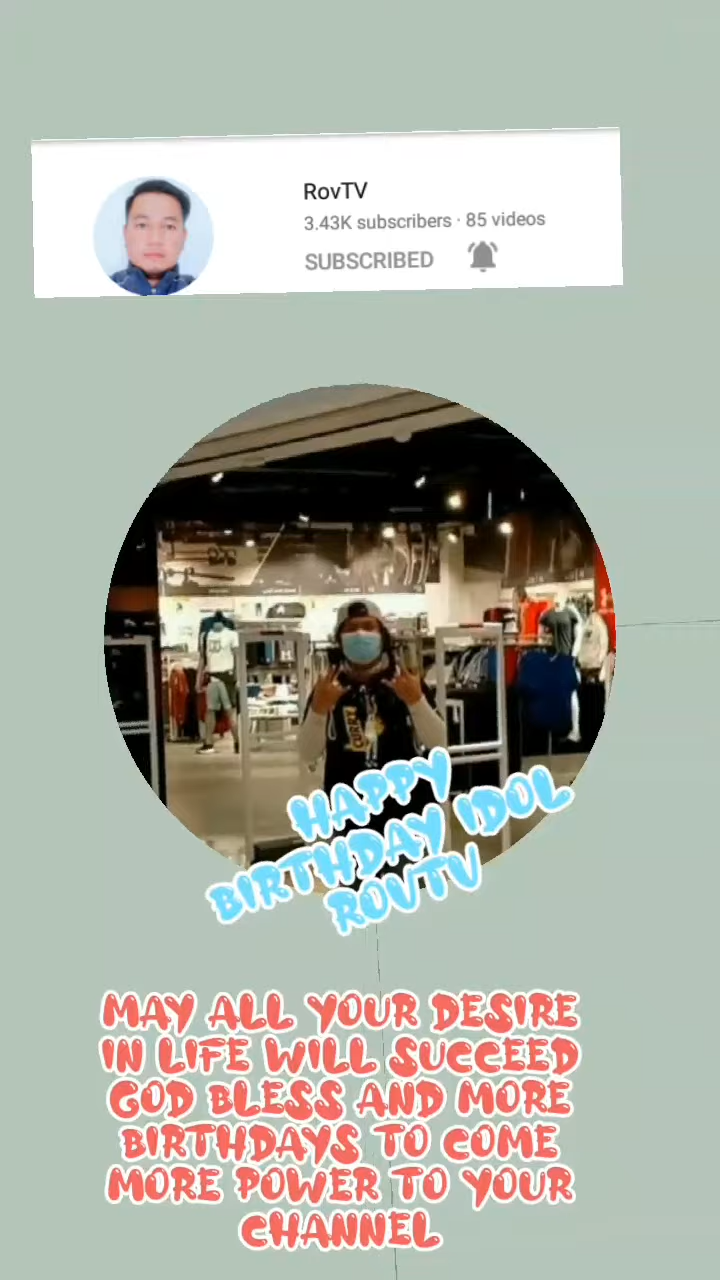 RovTV
3.43K subscribers · 85 videos
SUBSCRIBED
CURRY
HAPPY
BIRTHDAY IDOL
ROVTV
MAY ALL YOUR DESIRE
IN LIFE WILL SUCCEED
GOD BLESS AND MORE
BIRTHDAYS TO COME
MORE POWER TO YOUR
CHANNEL